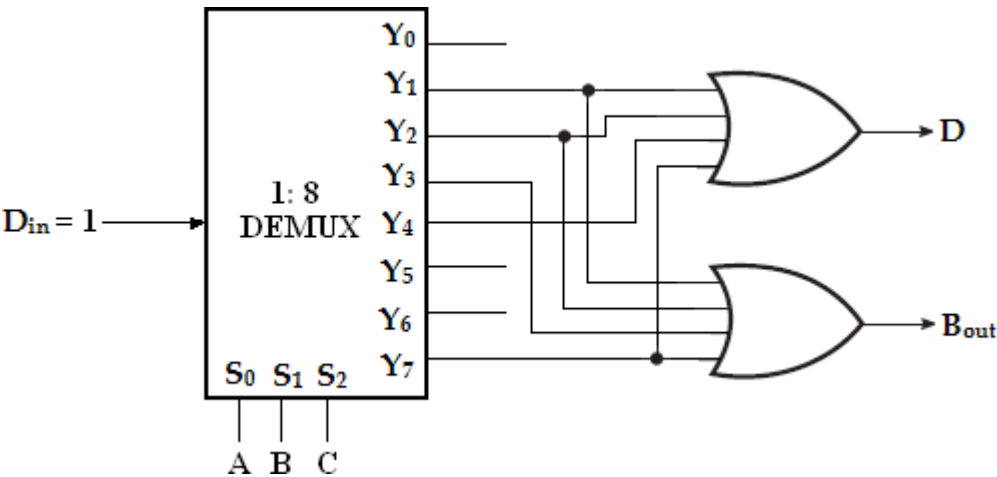 Y0
Y1
Y2
Y3
1: 8
DEMUX
Din = 1
Y4
Y5
Y6
Y7
S0 S1 S2
A B C
D
Bout